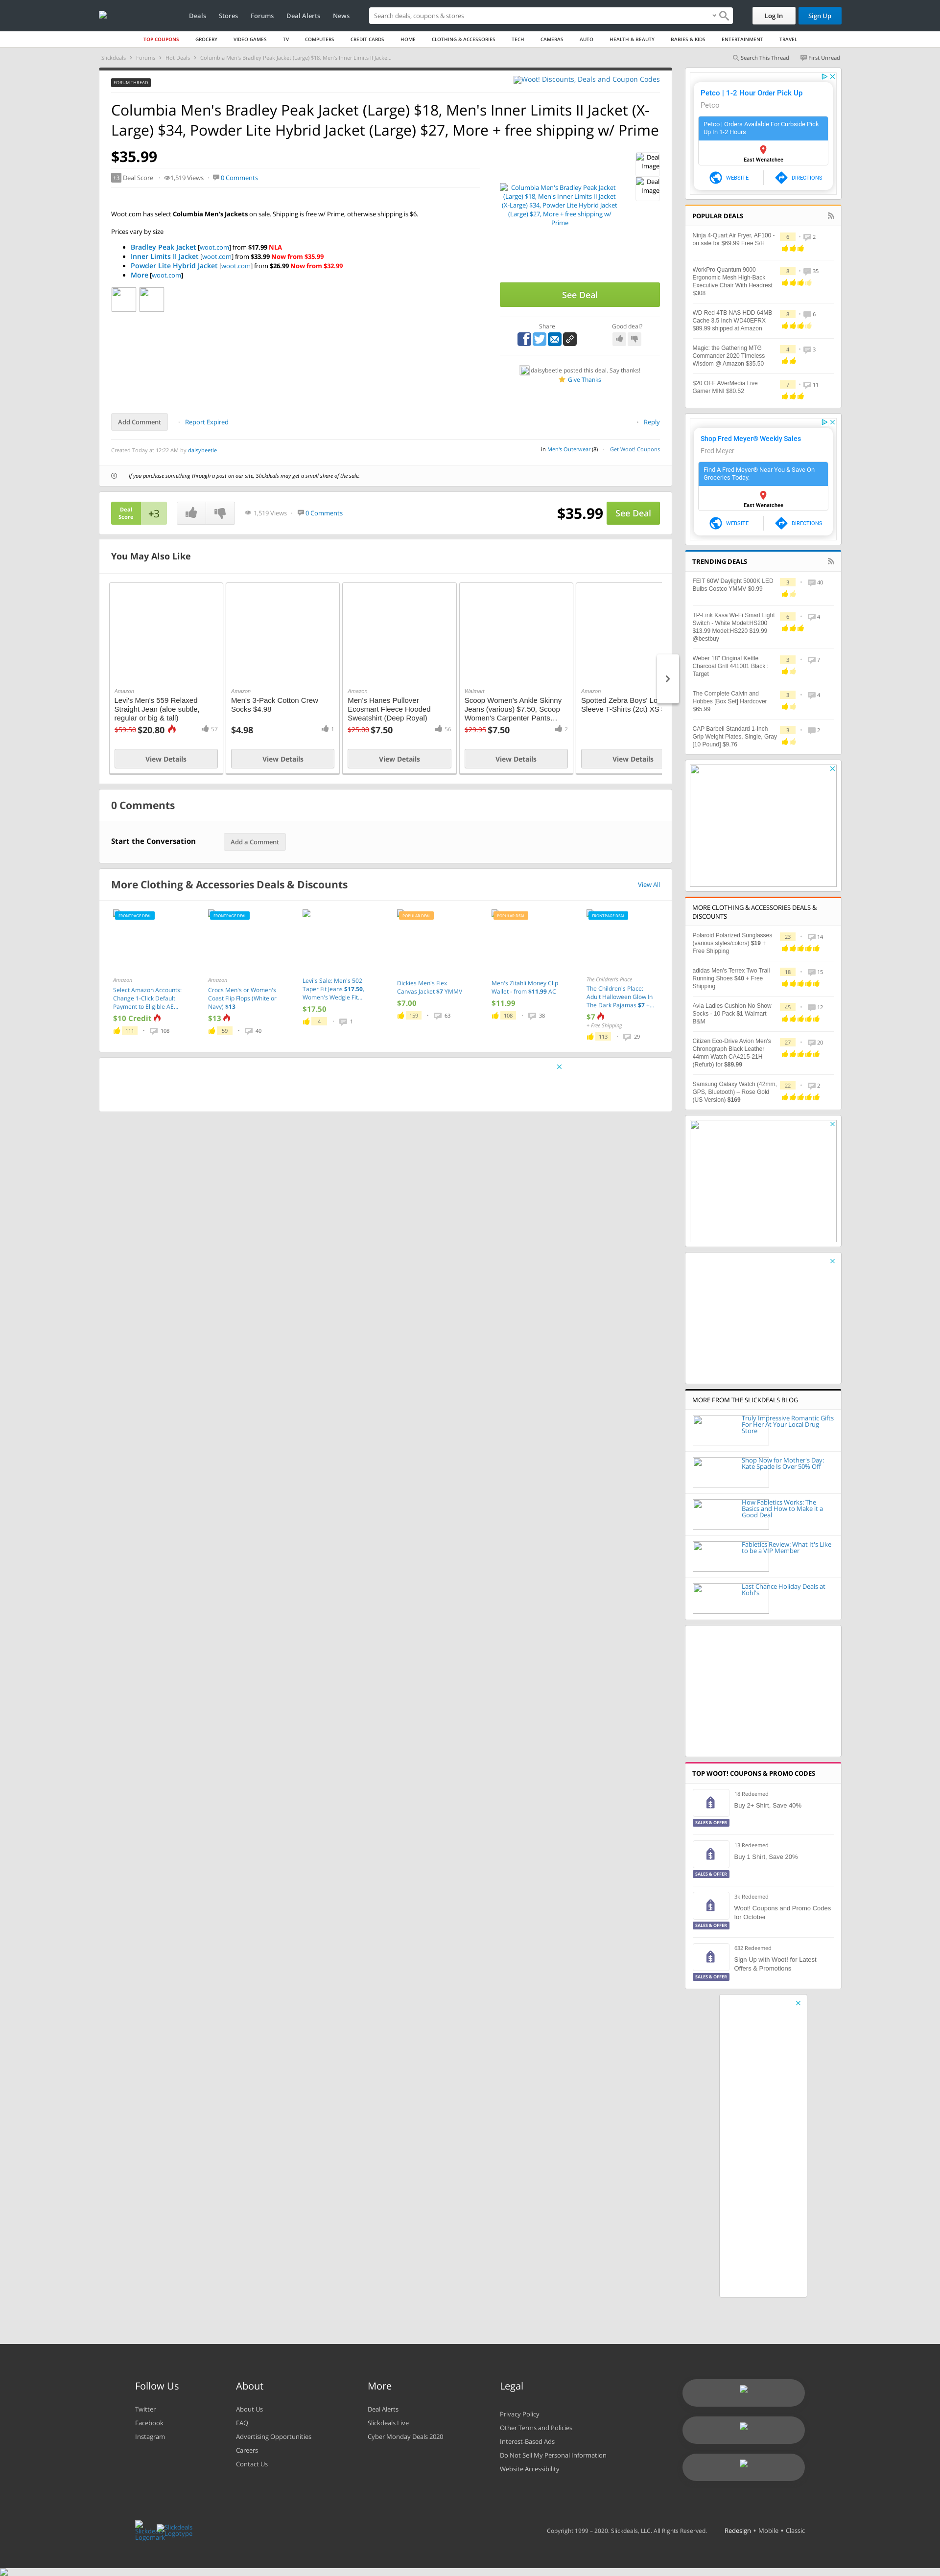 Deals Stores Forums Deal Alerts News Search deals, coupons & stores Log In Sign Up
TOP COUPONS GROCERY VIDEO GAMES TV COMPUTERS CREDIT CARDS HOME CLOTHING & ACCESSORIES TECH CAMERAS AUTO HEALTH & BEAUTY BABIES & KIDS ENTERTAINMENT TRAVEL
Slickdeals › Forums › Hot Deals › Columbia Men's Bradley Peak Jacket (Large) $18, Men's Inner Limits II Jacke...
Search This Thread First Unread
FORUM THREAD
Woot! Discounts, Deals and Coupon Codes
Columbia Men's Bradley Peak Jacket (Large) $18, Men's Inner Limits II Jacket (X-
Large) $34, Powder Lite Hybrid Jacket (Large) $27, More + free shipping w/ Prime
$35.99
+3 Deal Score · 1,519 Views · 0 Comments
Woot.com has select Columbia Men's Jackets on sale. Shipping is free w/ Prime, otherwise shipping is $6.
Prices vary by size
• Bradley Peak Jacket [woot.com] from $17.99 NLA
• Inner Limits II Jacket [woot.com] from $33.99 Now from $35.99
• Powder Lite Hybrid Jacket [woot.com] from $26.99 Now from $32.99
• More [woot.com]
Columbia Men's Bradley Peak Jacket
(Large) $18, Men's Inner Limits II Jacket
(X-Large) $34, Powder Lite Hybrid Jacket
(Large) $27, More + free shipping w/
Prime
Deal
Image
Deal
Image
See Deal
Share Good deal?
daisybeetle posted this deal. Say thanks!
Give Thanks
Add Comment · Report Expired · Reply
Created Today at 12:22 AM by daisybeetle
in Men's Outerwear (8) · Get Woot! Coupons
If you purchase something through a post on our site, Slickdeals may get a small share of the sale.
Deal
Score
+3
1,519 Views · 0 Comments
$35.99 See Deal
You May Also Like
Amazon
Levi's Men's 559 Relaxed
Straight Jean (aloe subtle,
regular or big & tall)
$59.50 $20.80 57
View Details
Amazon
Men's 3-Pack Cotton Crew
Socks $4.98
$4.98 1
View Details
Amazon
Men's Hanes Pullover
Ecosmart Fleece Hooded
Sweatshirt (Deep Royal)
$25.00 $7.50 16
View Details
Walmart
Scoop Women's Ankle Skinny
Jeans (various) $7.50, Scoop
Women's Carpenter Pants...
$29.95 $7.50 2
View Details
Amazon
Spotted Zebra Boys' Lo
Sleeve T-Shirts (2ct) XS
View Details
0 Comments
Start the Conversation Add a Comment
More Clothing & Accessories Deals & Discounts View All
FRONTPAGE DEAL
Amazon
Select Amazon Accounts:
Change 1-Click Default
Payment to Eligible AE...
$10 Credit
111 · 108
FRONTPAGE DEAL
Amazon
Crocs Men's or Women's
Coast Flip Flops (White or
Navy) $13
$13
59 · 40
Levi's Sale: Men's 502
Taper Fit Jeans $17.50,
Women's Wedgie Fit...
$17.50
4 · 1
POPULAR DEAL
Dickies Men's Flex
Canvas Jacket $7 YMMV
$7.00
159 · 63
POPULAR DEAL
Men's Zitahli Money Clip
Wallet - from $11.99 AC
$11.99
108 · 38
FRONTPAGE DEAL
The Children's Place
The Children's Place:
Adult Halloween Glow In
The Dark Pajamas $7 +...
$7
+ Free Shipping
113 · 29
Petco | 1-2 Hour Order Pick Up
Petco
Petco | Orders Available For Curbside Pick
Up In 1-2 Hours
East Wenatchee
WEBSITE DIRECTIONS
POPULAR DEALS
Ninja 4-Quart Air Fryer, AF100 -
on sale for $69.99 Free S/H
6 · 2
WorkPro Quantum 9000
Ergonomic Mesh High-Back
Executive Chair With Headrest
$308
8 · 35
WD Red 4TB NAS HDD 64MB
Cache 3.5 Inch WD40EFRX
$89.99 shipped at Amazon
8 · 6
Magic: the Gathering MTG
Commander 2020 Timeless
Wisdom @ Amazon $35.50
4 · 3
$20 OFF AVerMedia Live
Gamer MINI $80.52
7 · 11
Shop Fred Meyer® Weekly Sales
Fred Meyer
Find A Fred Meyer® Near You & Save On
Groceries Today.
East Wenatchee
WEBSITE DIRECTIONS
TRENDING DEALS
FEIT 60W Daylight 5000K LED
Bulbs Costco YMMV $0.99
3 · 40
TP-Link Kasa Wi-Fi Smart Light
Switch - White Model:HS200
$13.99 Model:HS220 $19.99
@bestbuy
6 · 4
Weber 18" Original Kettle
Charcoal Grill 441001 Black :
Target
3 · 7
The Complete Calvin and
Hobbes [Box Set] Hardcover
$65.99
3 · 4
CAP Barbell Standard 1-Inch
Grip Weight Plates, Single, Gray
[10 Pound] $9.76
3 · 2
MORE CLOTHING & ACCESSORIES DEALS &
DISCOUNTS
Polaroid Polarized Sunglasses
(various styles/colors) $19 +
Free Shipping
23 · 14
adidas Men's Terrex Two Trail
Running Shoes $40 + Free
Shipping
18 · 15
Avia Ladies Cushion No Show
Socks - 10 Pack $1 Walmart
B&M
45 · 12
Citizen Eco-Drive Avion Men's
Chronograph Black Leather
44mm Watch CA4215-21H
(Refurb) for $89.99
27 · 20
Samsung Galaxy Watch (42mm,
GPS, Bluetooth) – Rose Gold
(US Version) $169
22 · 2
MORE FROM THE SLICKDEALS BLOG
Truly Impressive Romantic Gifts
For Her At Your Local Drug
Store
Shop Now for Mother's Day:
Kate Spade Is Over 50% Off
How Fabletics Works: The
Basics and How to Make it a
Good Deal
Fabletics Review: What It's Like
to be a VIP Member
Last Chance Holiday Deals at
Kohl's
TOP WOOT! COUPONS & PROMO CODES
18 Redeemed
Buy 2+ Shirt, Save 40%
SALES & OFFER
13 Redeemed
Buy 1 Shirt, Save 20%
SALES & OFFER
3k Redeemed
Woot! Coupons and Promo Codes
for October
SALES & OFFER
632 Redeemed
Sign Up with Woot! for Latest
Offers & Promotions
SALES & OFFER
Follow Us
Twitter
Facebook
Instagram
About
About Us
FAQ
Advertising Opportunities
Careers
Contact Us
More
Deal Alerts
Slickdeals Live
Cyber Monday Deals 2020
Legal
Privacy Policy
Other Terms and Policies
Interest-Based Ads
Do Not Sell My Personal Information
Website Accessibility
Slickdeals
Logomark
Slickdeals
Logotype
Copyright 1999 – 2020. Slickdeals, LLC. All Rights Reserved. Redesign • Mobile • Classic